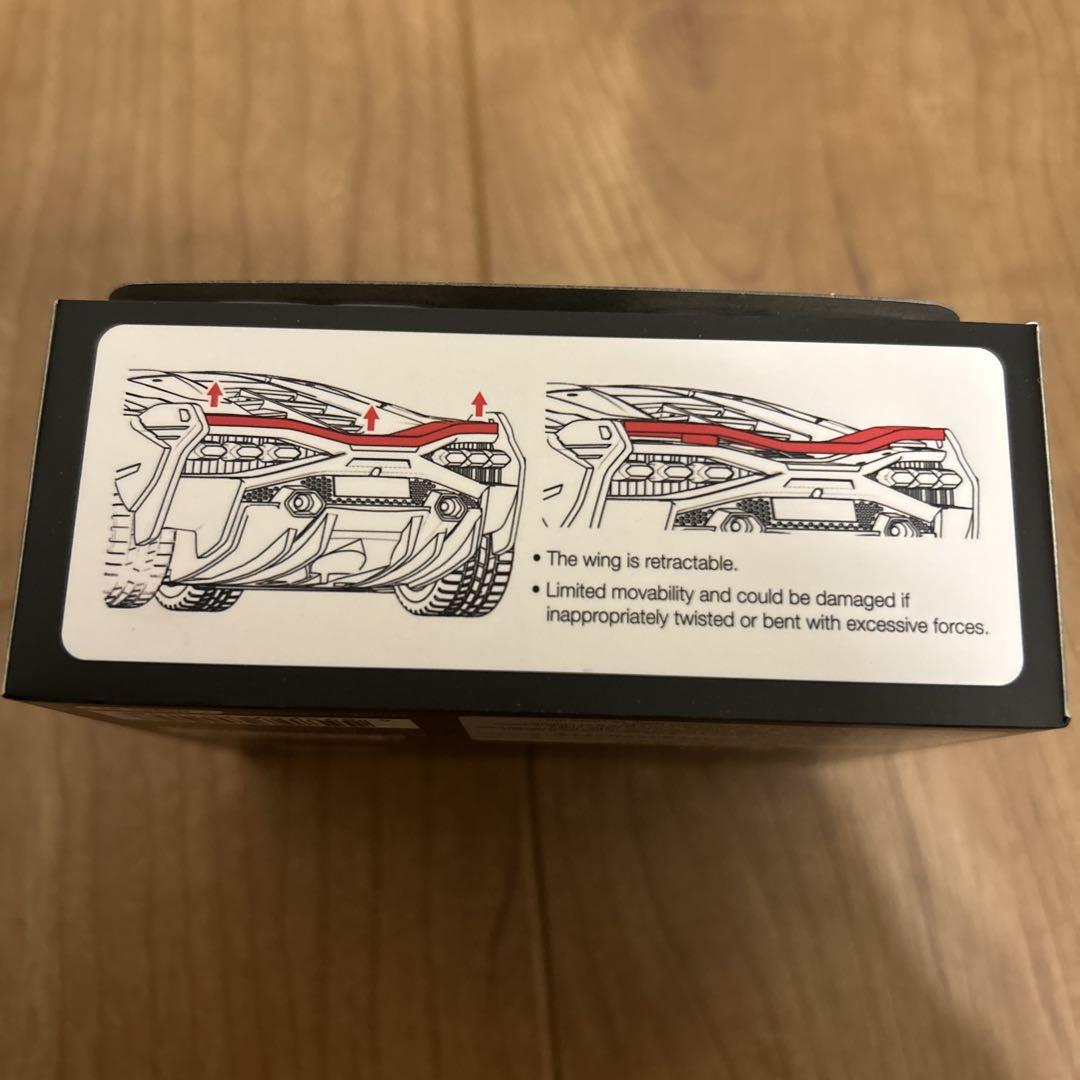 • The wing is retractable.
• Limited movability and could be damaged if
inappropriately twisted or bent with excessive forces.